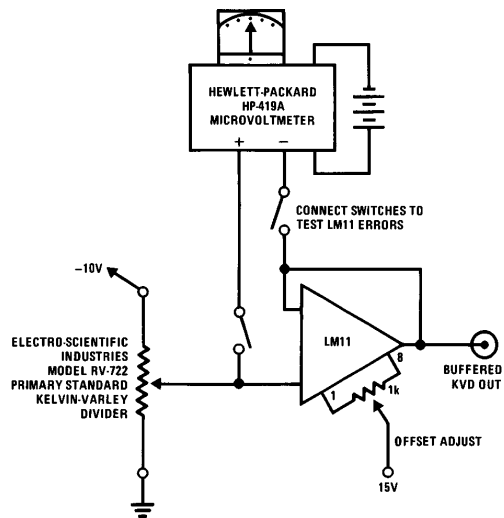 HEWLETT-PACKARD
HP-419A
MICROVOLTMETER
+ −
CONNECT SWITCHES TO
TEST LM11 ERRORS
−10V
ELECTRO-SCIENTIFIC
INDUSTRIES
MODEL RV-722
PRIMARY STANDARD
KELVIN-VARLEY
DIVIDER
LM11
8
1
1k
BUFFERED
KVD OUT
OFFSET ADJUST
15V